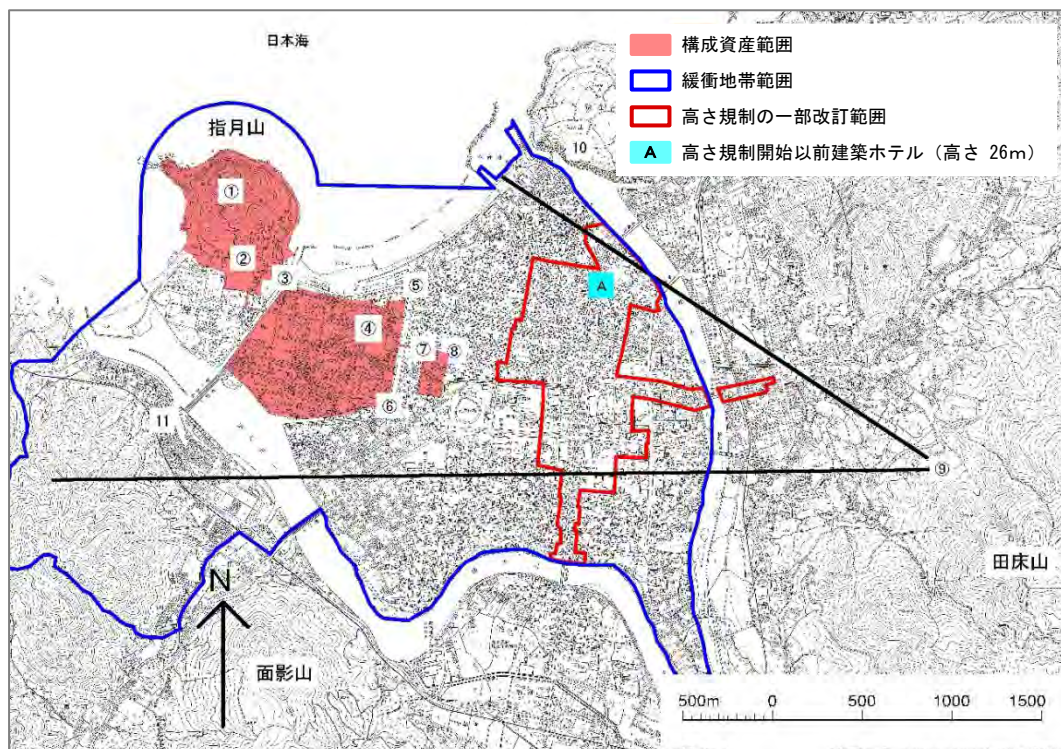 日本海
構成資産範囲
緩衝地帯範囲
高さ規制の一部改訂範囲
A 高さ規制開始以前建築ホテル（高さ 26m）
指月山
10
①
②
③
⑤
A
④
⑦
⑧
⑥
11
⑨
田床山
N
面影山
500m 0 500 1000 1500